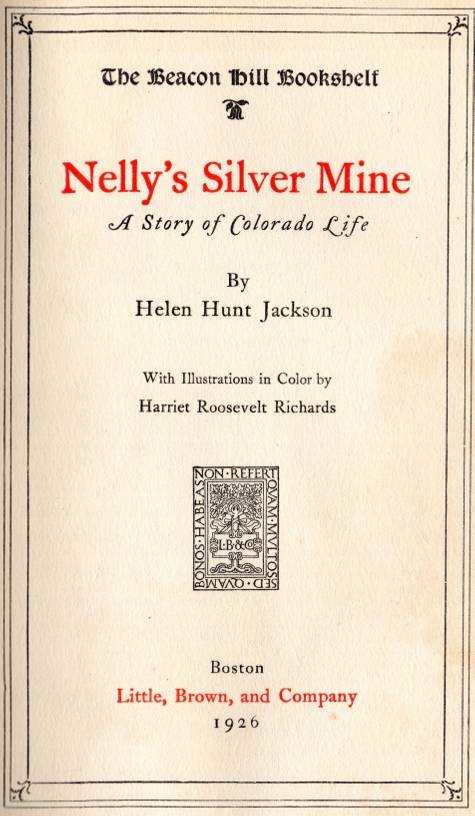 The Beacon Hill Bookshelf
Nelly's Silver Mine
A Story of Colorado Life
By
Helen Hunt Jackson
With Illustrations in Color by
Harriet Roosevelt Richards
NON·REFERT
QVAM·MVLTOS
SED·QVAM
BONOS·HABEAS
L·B·&Co
Boston
Little, Brown, and Company
1926